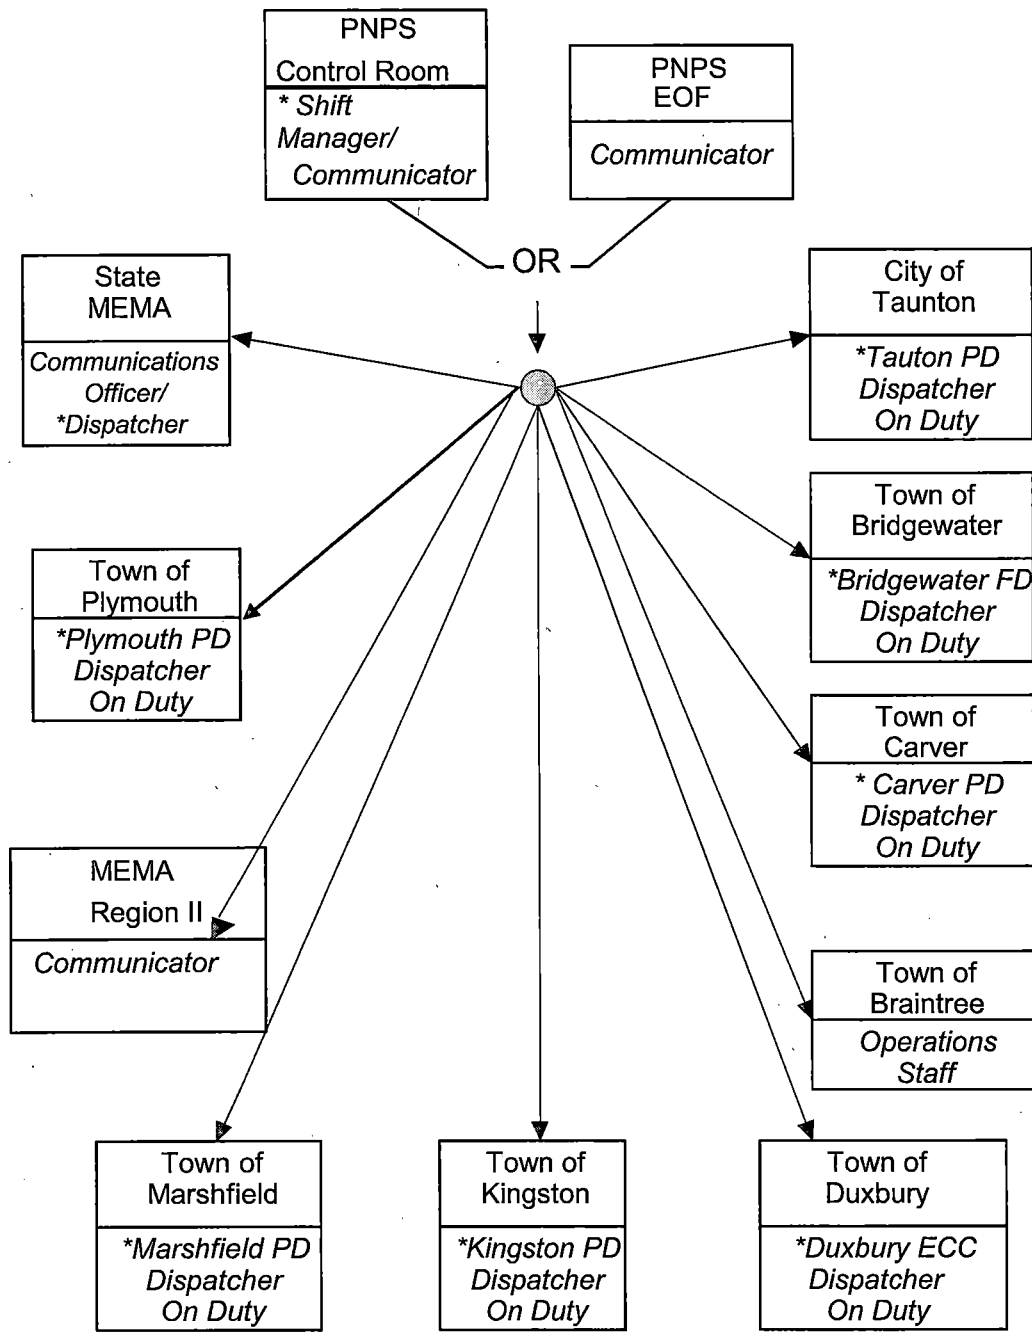 PNPS
Control Room
* Shift
Manager/
Communicator
PNPS
EOF
Communicator
OR
State
MEMA
Communications
Officer/
*Dispatcher
City of
Taunton
*Tauton PD
Dispatcher
On Duty
Town of
Plymouth
*Plymouth PD
Dispatcher
On Duty
Town of
Bridgewater
*Bridgewater FD
Dispatcher
On Duty
Town of
Carver
* Carver PD
Dispatcher
On Duty
MEMA
Region II
Communicator
Town of
Braintree
Operations
Staff
Town of
Marshfield
*Marshfield PD
Dispatcher
On Duty
Town of
Kingston
*Kingston PD
Dispatcher
On Duty
Town of
Duxbury
*Duxbury ECC
Dispatcher
On Duty